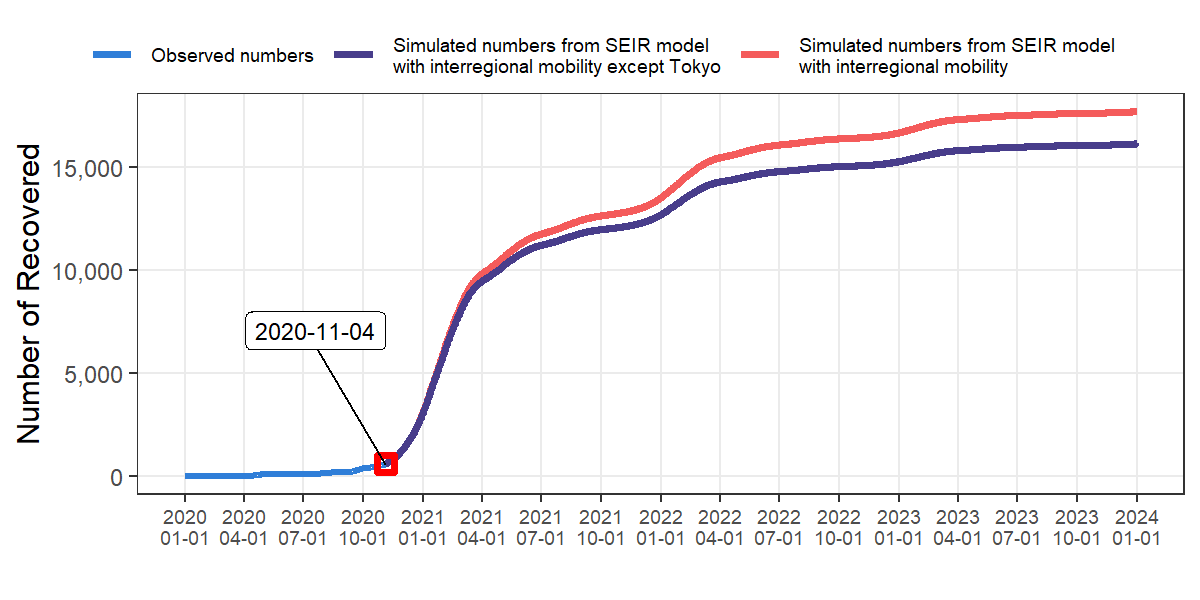 Observed numbers
Simulated numbers from SEIR model
with interregional mobility except Tokyo
Simulated numbers from SEIR model
with interregional mobility
Number of Recovered
15,000
10,000
5,000
0
2020-11-04
2020 2020 2020 2020 2021 2021 2021 2021 2022 2022 2022 2022 2023 2023 2023 2023 2024
01-01 04-01 07-01 10-01 01-01 04-01 07-01 10-01 01-01 04-01 07-01 10-01 01-01 04-01 07-01 10-01 01-01